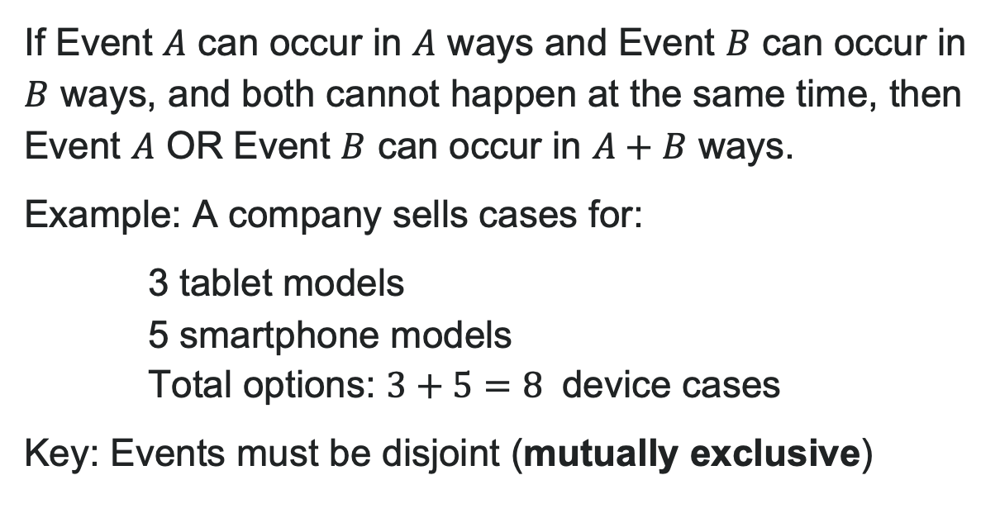 If Event A can occur in A ways and Event B can occur in
B ways, and both cannot happen at the same time, then
Event A OR Event B can occur in A + B ways.
Example: A company sells cases for:
3 tablet models
5 smartphone models
Total options: 3 + 5 = 8 device cases
Key: Events must be disjoint (mutually exclusive)